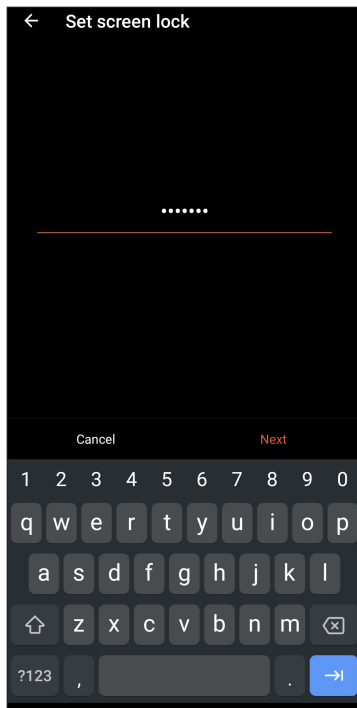 Set screen lock
•••••••
Cancel Next
1 2 3 4 5 6 7 8 9 0
q w e r t y u i o p
a s d f g h j k l
z x c v b n m
?123 , .